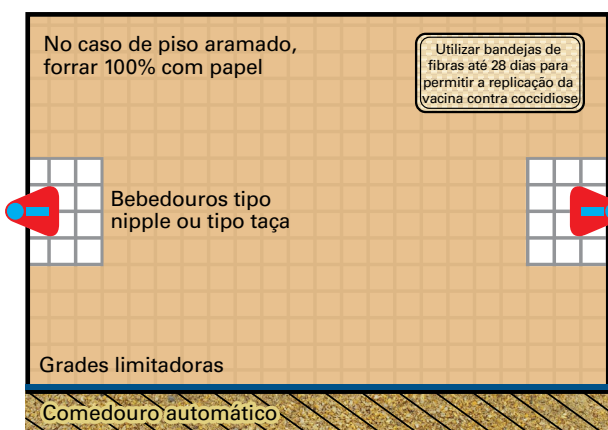 No caso de piso aramado,
forrar 100% com papel
Utilizar bandejas de
fibras até 28 dias para
permitir a replicação da
vacina contra coccidiose
Bebedouros tipo
nipple ou tipo taça
Grades limitadoras
Comedouro automático